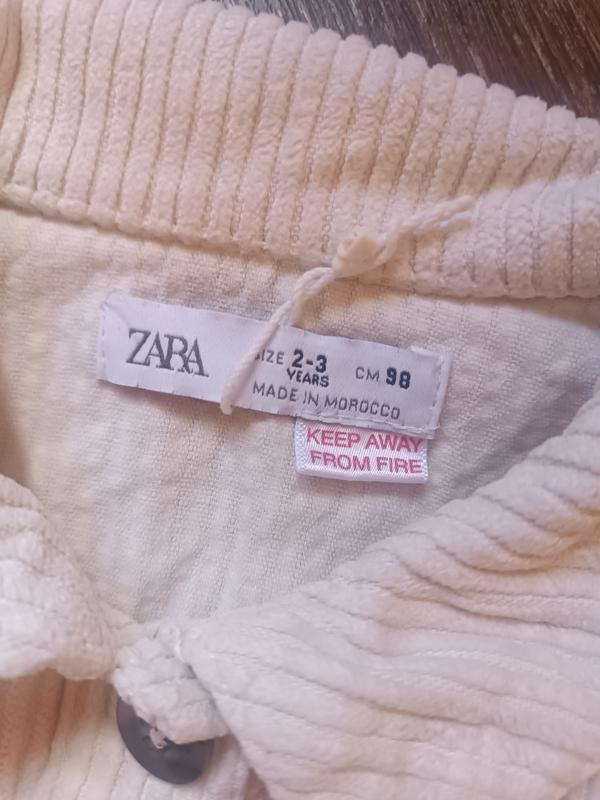 ZARA
SIZE 2-3 YEARS CM 98
MADE IN MOROCCO
KEEP AWAY
FROM FIRE